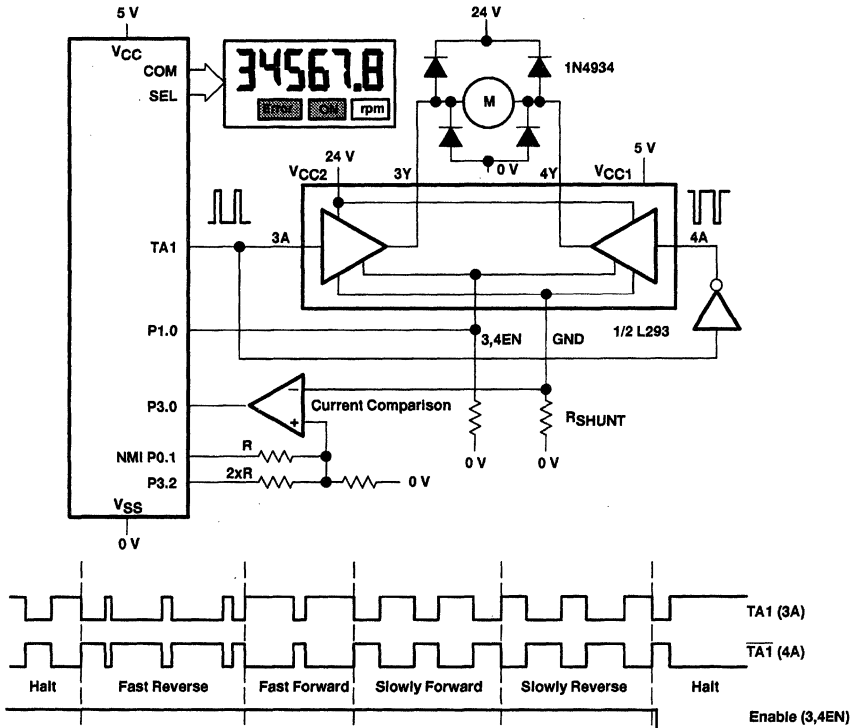 5 V
24 V
VCC
COM
SEL
34567.8
Error ON rpm
1N4934
M
24 V
0 V
5 V
VCC2
3Y
4Y
VCC1
TA1
3A
4A
P1.0
3,4EN
GND
1/2 L293
P3.0
−
+
Current Comparison
RSHUNT
NMI P0.1
R
0 V
0 V
P3.2
2xR
0 V
VSS
0 V
TA1 (3A)
TA1 (4A)
Halt
Fast Reverse
Fast Forward
Slowly Forward
Slowly Reverse
Halt
Enable (3,4EN)